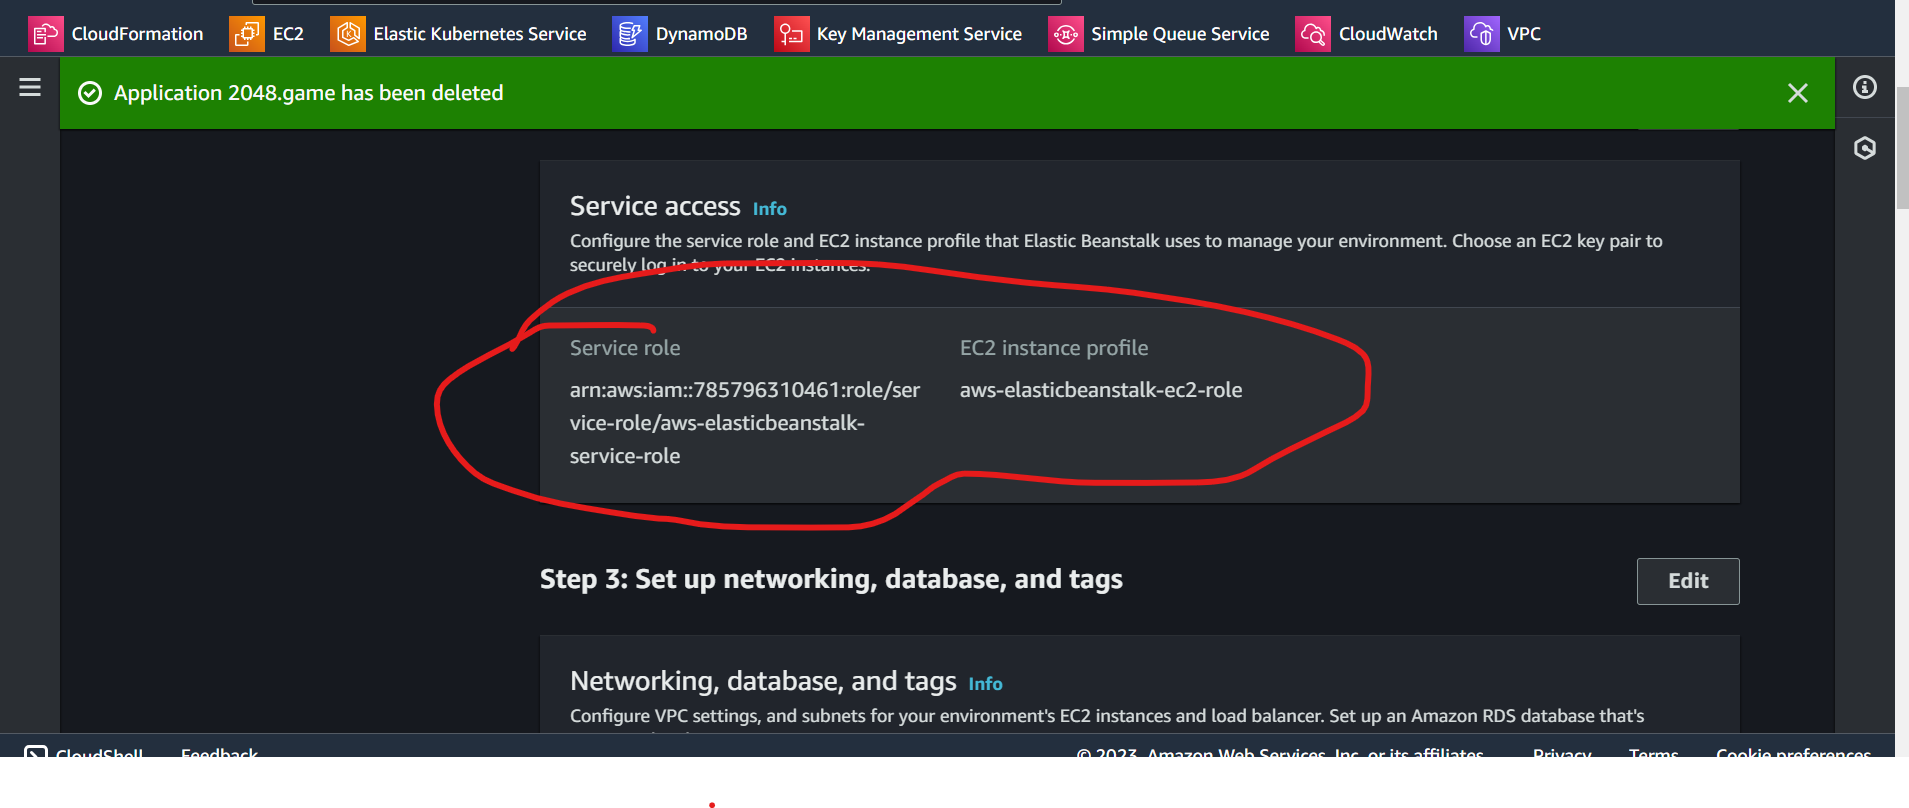 CloudFormation EC2 Elastic Kubernetes Service DynamoDB Key Management Service Simple Queue Service CloudWatch VPC
Application 2048.game has been deleted
Service access Info
Configure the service role and EC2 instance profile that Elastic Beanstalk uses to manage your environment. Choose an EC2 key pair to
securely log in to your EC2 instances.
Service role
arn:aws:iam::785796310461:role/ser
vice-role/aws-elasticbeanstalk-
service-role
EC2 instance profile
aws-elasticbeanstalk-ec2-role
Step 3: Set up networking, database, and tags
Edit
Networking, database, and tags Info
Configure VPC settings, and subnets for your environment's EC2 instances and load balancer. Set up an Amazon RDS database that's
CloudShell Feedback © 2023, Amazon Web Services, Inc. or its affiliates. Privacy Terms Cookie preferences